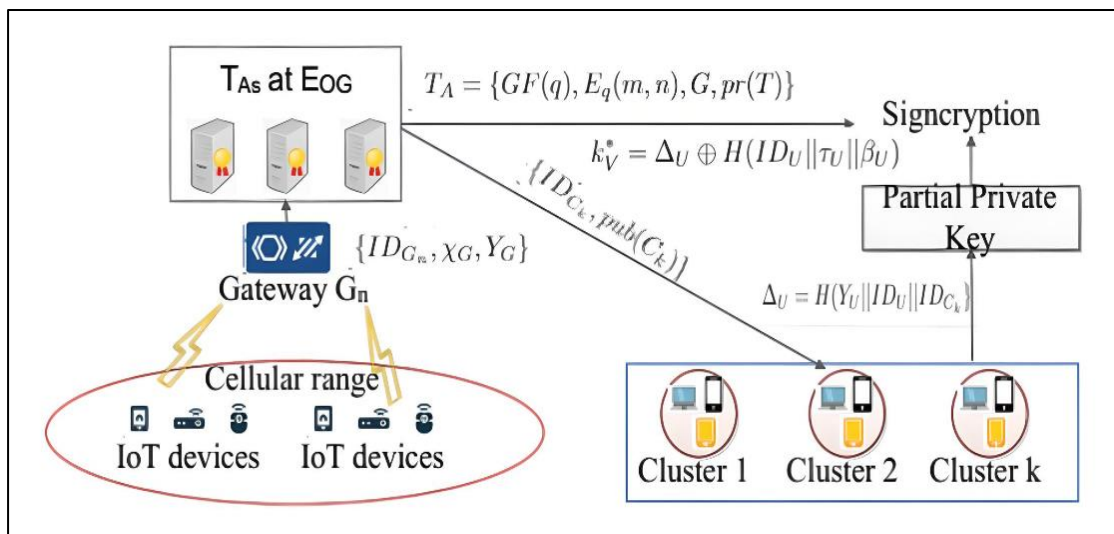 T_As at E_OG
T_Λ = {GF(q), E_q(m, n), G, pr(T)}
Signcryption
k_V^* = Δ_U ⊕ H(ID_U||τ_U||β_U)
{ID_{C_k}, pub(C_k)}
Partial Private
Key
{ID_{G_n}, χ_G, Y_G}
Gateway G_n
Δ_U = H(Y_U||ID_U||ID_{C_k}}
Cellular range
IoT devices
IoT devices
Cluster 1
Cluster 2
Cluster k